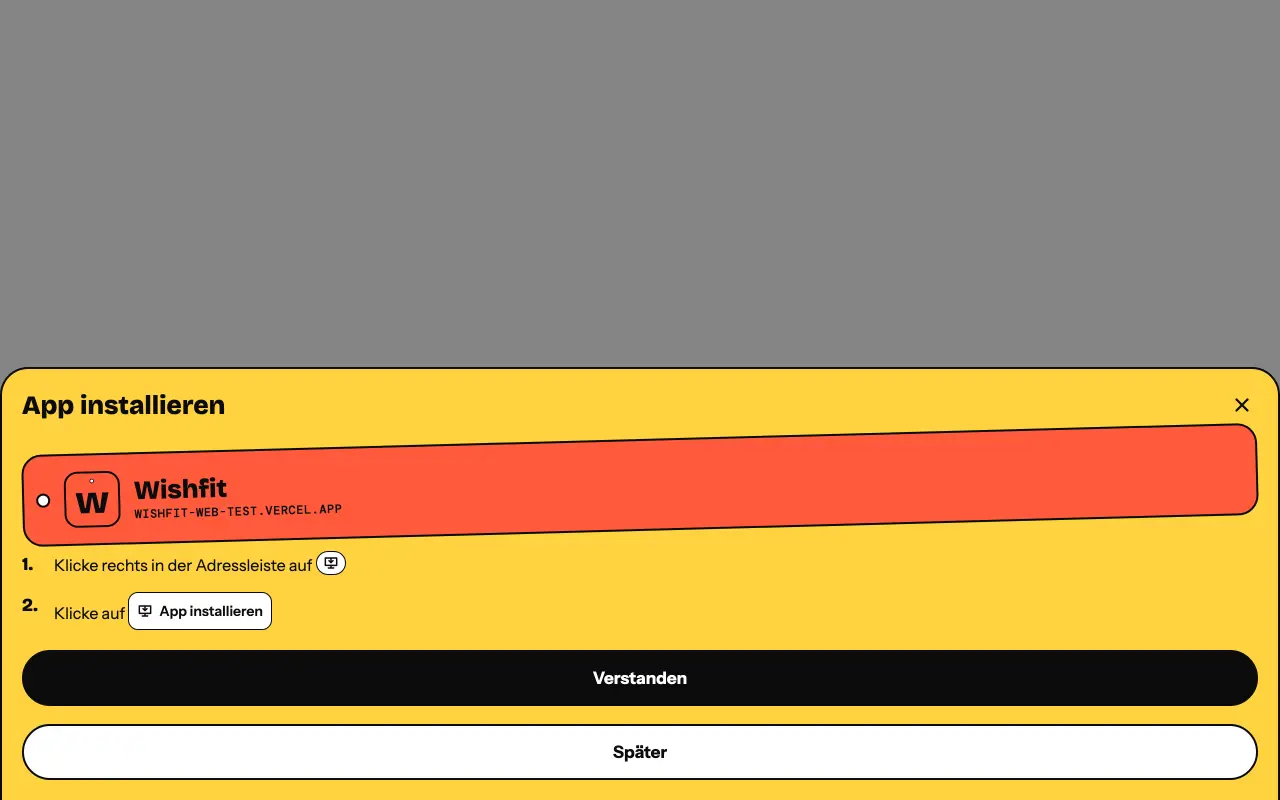 App installieren
W
Wishfit
WISHFIT-WEB-TEST.VERCEL.APP
1. Klicke rechts in der Adressleiste auf
2. Klicke auf App installieren
Verstanden
Später